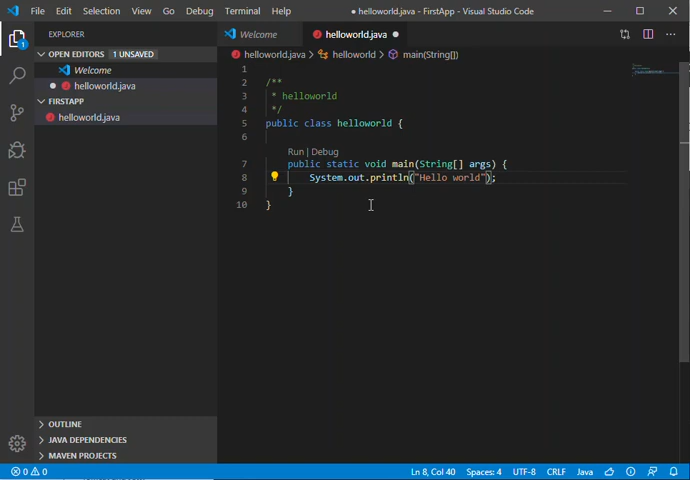 File Edit Selection View Go Debug Terminal Help
● helloworld.java - FirstApp - Visual Studio Code
EXPLORER
OPEN EDITORS 1 UNSAVED
Welcome
helloworld.java
FIRSTAPP
helloworld.java
OUTLINE
JAVA DEPENDENCIES
MAVEN PROJECTS
1
Welcome
helloworld.java
helloworld.java > helloworld > main(String[])
1
2 /**
3 * helloworld
4 */
5 public class helloworld {
6
Run | Debug
7 public static void main(String[] args) {
8 System.out.println("Hello world");
9 }
10 }
0 0 Ln 8, Col 40 Spaces: 4 UTF-8 CRLF Java